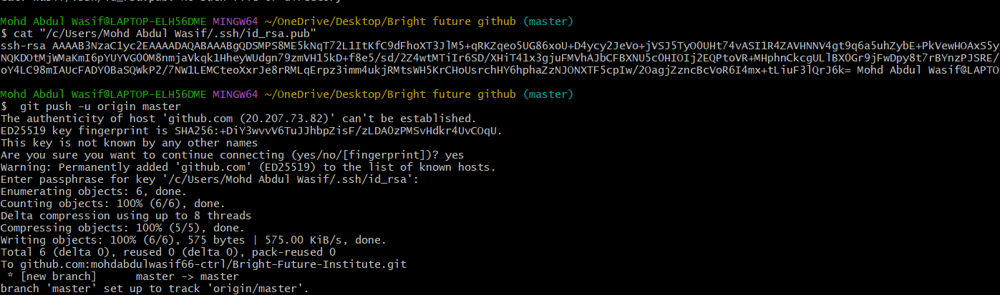 Mohd Abdul Wasif@LAPTOP-ELH56DME MINGW64 ~/OneDrive/Desktop/Bright future github (master)
$ cat "/c/Users/Mohd Abdul Wasif/.ssh/id_rsa.pub"
ssh-rsa AAAAB3NzaC1yc2EAAAADAQABAAABgQDSMPS8ME5kNqT72L1ItKfC9dFhoXT3JlM5+qRKZqeo5UG86xoU+D4ycy2JeVo+jVSJ5TyO0UHt74vASI1R4ZAVHNNV4gt9q6a5uhZybE+PkVewHOAxS5y
NQKDOtMjWMaKmI6pYUYVGOOM8nmjaVkqk1HheyWUdgn79zmVH15kD+f8e5/sd/2Z4wtMTiIr6SD/XHiT41x3gjuFMVhAJbCFBXNU5cOHIOIj2EQPtoVR+MHphnCkcgULlBXOGr9jFwDpy8t7rBYnzPJSRE/
oY4LC98mIAUcFADYOBaSQWkP2/7NW1LEMCteoXxrJe8rRMLqErpz3imm4ukjRMtsWH5KrCHoUsrchHY6hphaZzNJONXTF5cpIw/2OagjZzncBcVoR6I4mx+tLiuF3lQrJ6k= Mohd Abdul Wasif@LAPTO
Mohd Abdul Wasif@LAPTOP-ELH56DME MINGW64 ~/OneDrive/Desktop/Bright future github (master)
$  git push -u origin master
The authenticity of host 'github.com (20.207.73.82)' can't be established.
ED25519 key fingerprint is SHA256:+DiY3wvvV6TuJJhbpZisF/zLDA0zPMSvHdkr4UvCOqU.
This key is not known by any other names
Are you sure you want to continue connecting (yes/no/[fingerprint])? yes
Warning: Permanently added 'github.com' (ED25519) to the list of known hosts.
Enter passphrase for key '/c/Users/Mohd Abdul Wasif/.ssh/id_rsa':
Enumerating objects: 6, done.
Counting objects: 100% (6/6), done.
Delta compression using up to 8 threads
Compressing objects: 100% (5/5), done.
Writing objects: 100% (6/6), 575 bytes | 575.00 KiB/s, done.
Total 6 (delta 0), reused 0 (delta 0), pack-reused 0
To github.com:mohdabdulwasif66-ctrl/Bright-Future-Institute.git
 * [new branch]      master -> master
branch 'master' set up to track 'origin/master'.